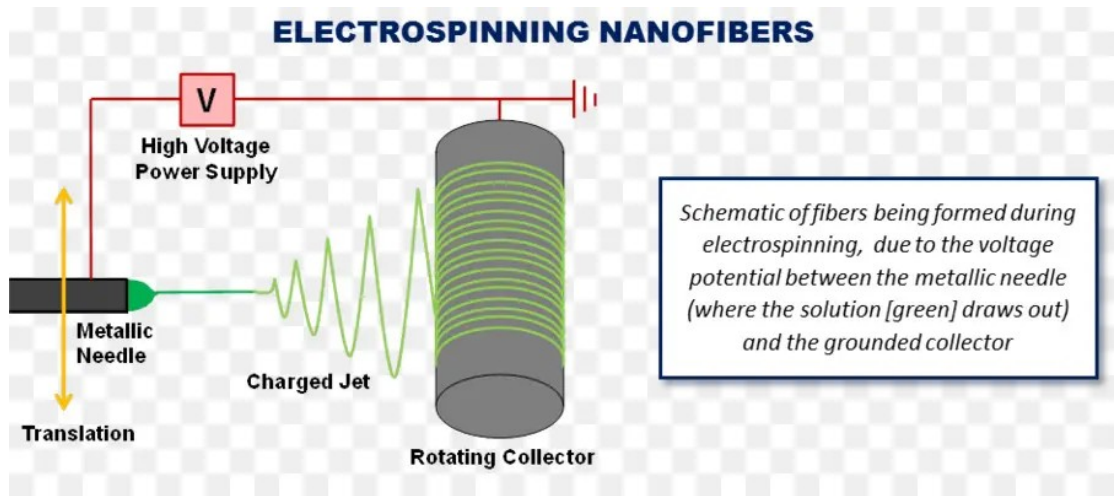 ELECTROSPINNING NANOFIBERS
V
High Voltage
Power Supply
Metallic
Needle
Charged Jet
Translation
Rotating Collector
Schematic of fibers being formed during
electrospinning, due to the voltage
potential between the metallic needle
(where the solution [green] draws out)
and the grounded collector